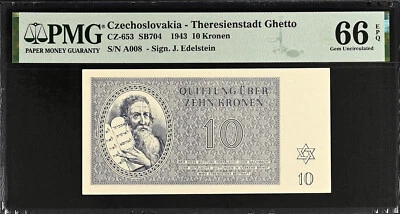 PMG
PAPER MONEY GUARANTY
Czechoslovakia - Theresienstadt Ghetto
CZ-653 SB704 1943 10 Kronen
S/N A008 - Sign. J. Edelstein
66 EPQ
Gem Uncirculated
QUITTUNG ÜBER
ZEHN KRONEN
10
10